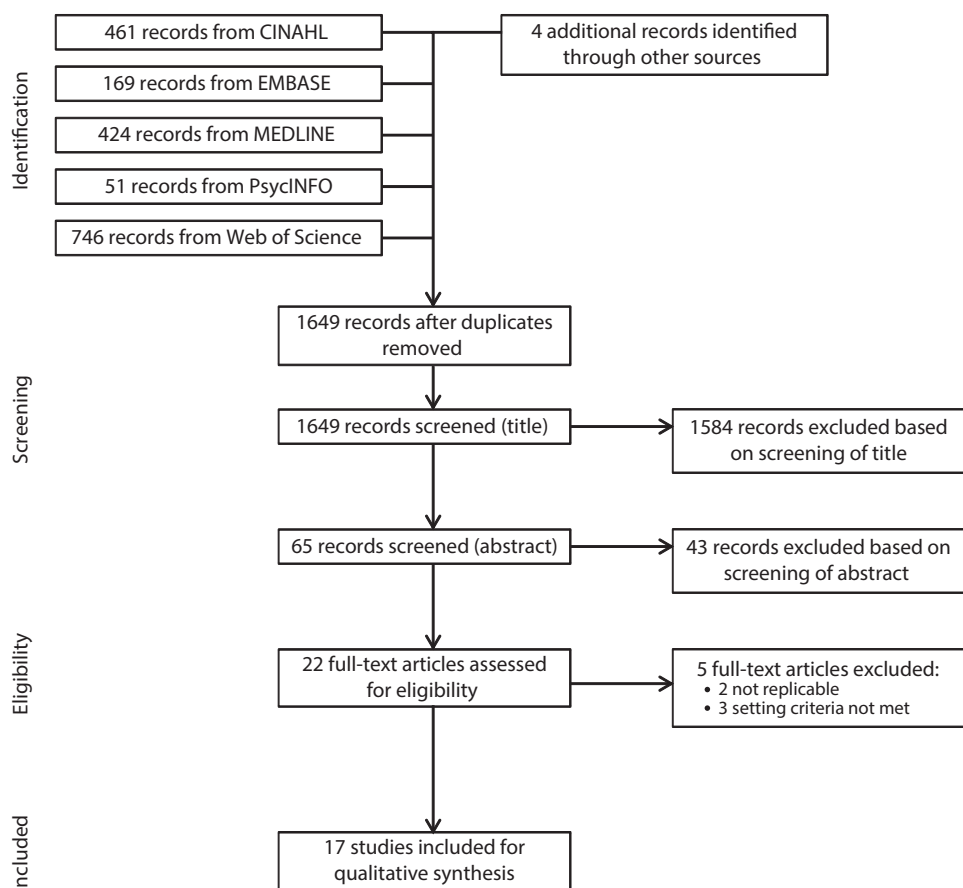 461 records from CINAHL
4 additional records identified
through other sources
169 records from EMBASE
424 records from MEDLINE
51 records from PsycINFO
746 records from Web of Science
Identification
1649 records after duplicates
removed
Screening
1649 records screened (title)
1584 records excluded based
on screening of title
65 records screened (abstract)
43 records excluded based on
screening of abstract
Eligibility
22 full-text articles assessed
for eligibility
5 full-text articles excluded:
• 2 not replicable
• 3 setting criteria not met
ncluded
17 studies included for
qualitative synthesis